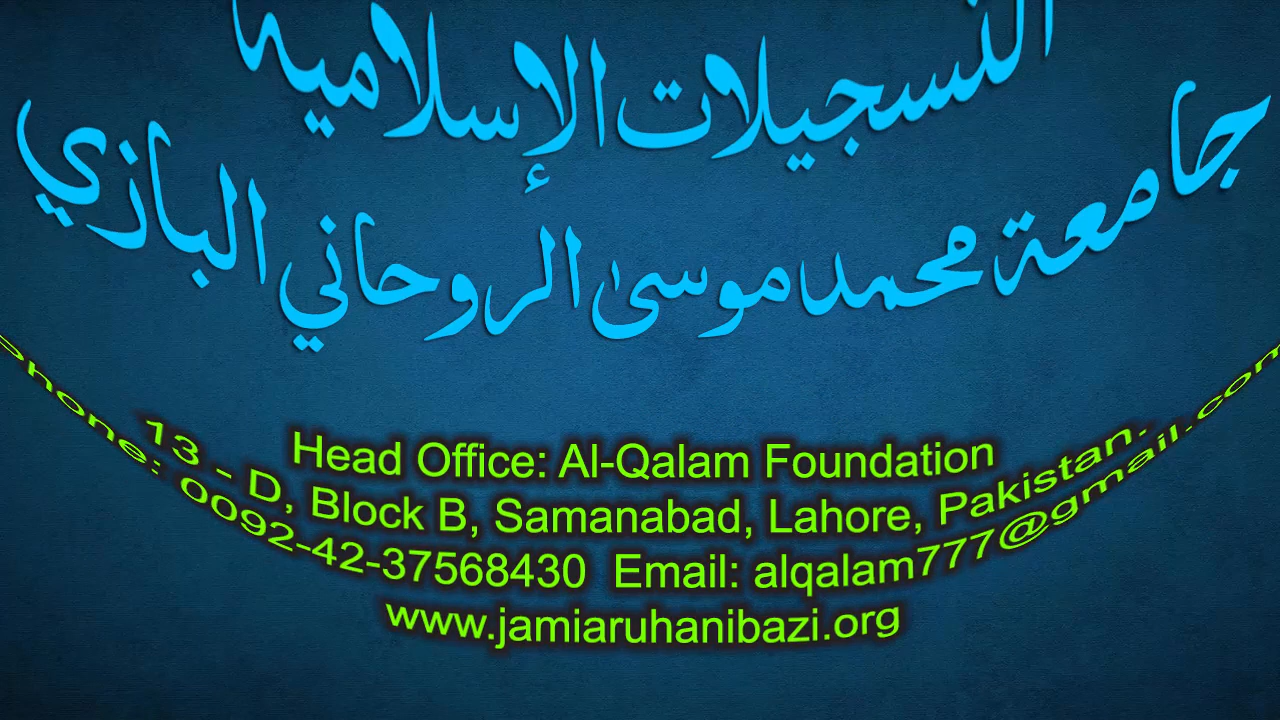 التسجيلات الإسلامية
جامعة محمد موسىٰ الروحاني البازي
Head Office: Al-Qalam Foundation
13 - D, Block B, Samanabad, Lahore, Pakistan.
Phone: 0092-42-37568430 Email: alqalam777@gmail.com
www.jamiaruhanibazi.org